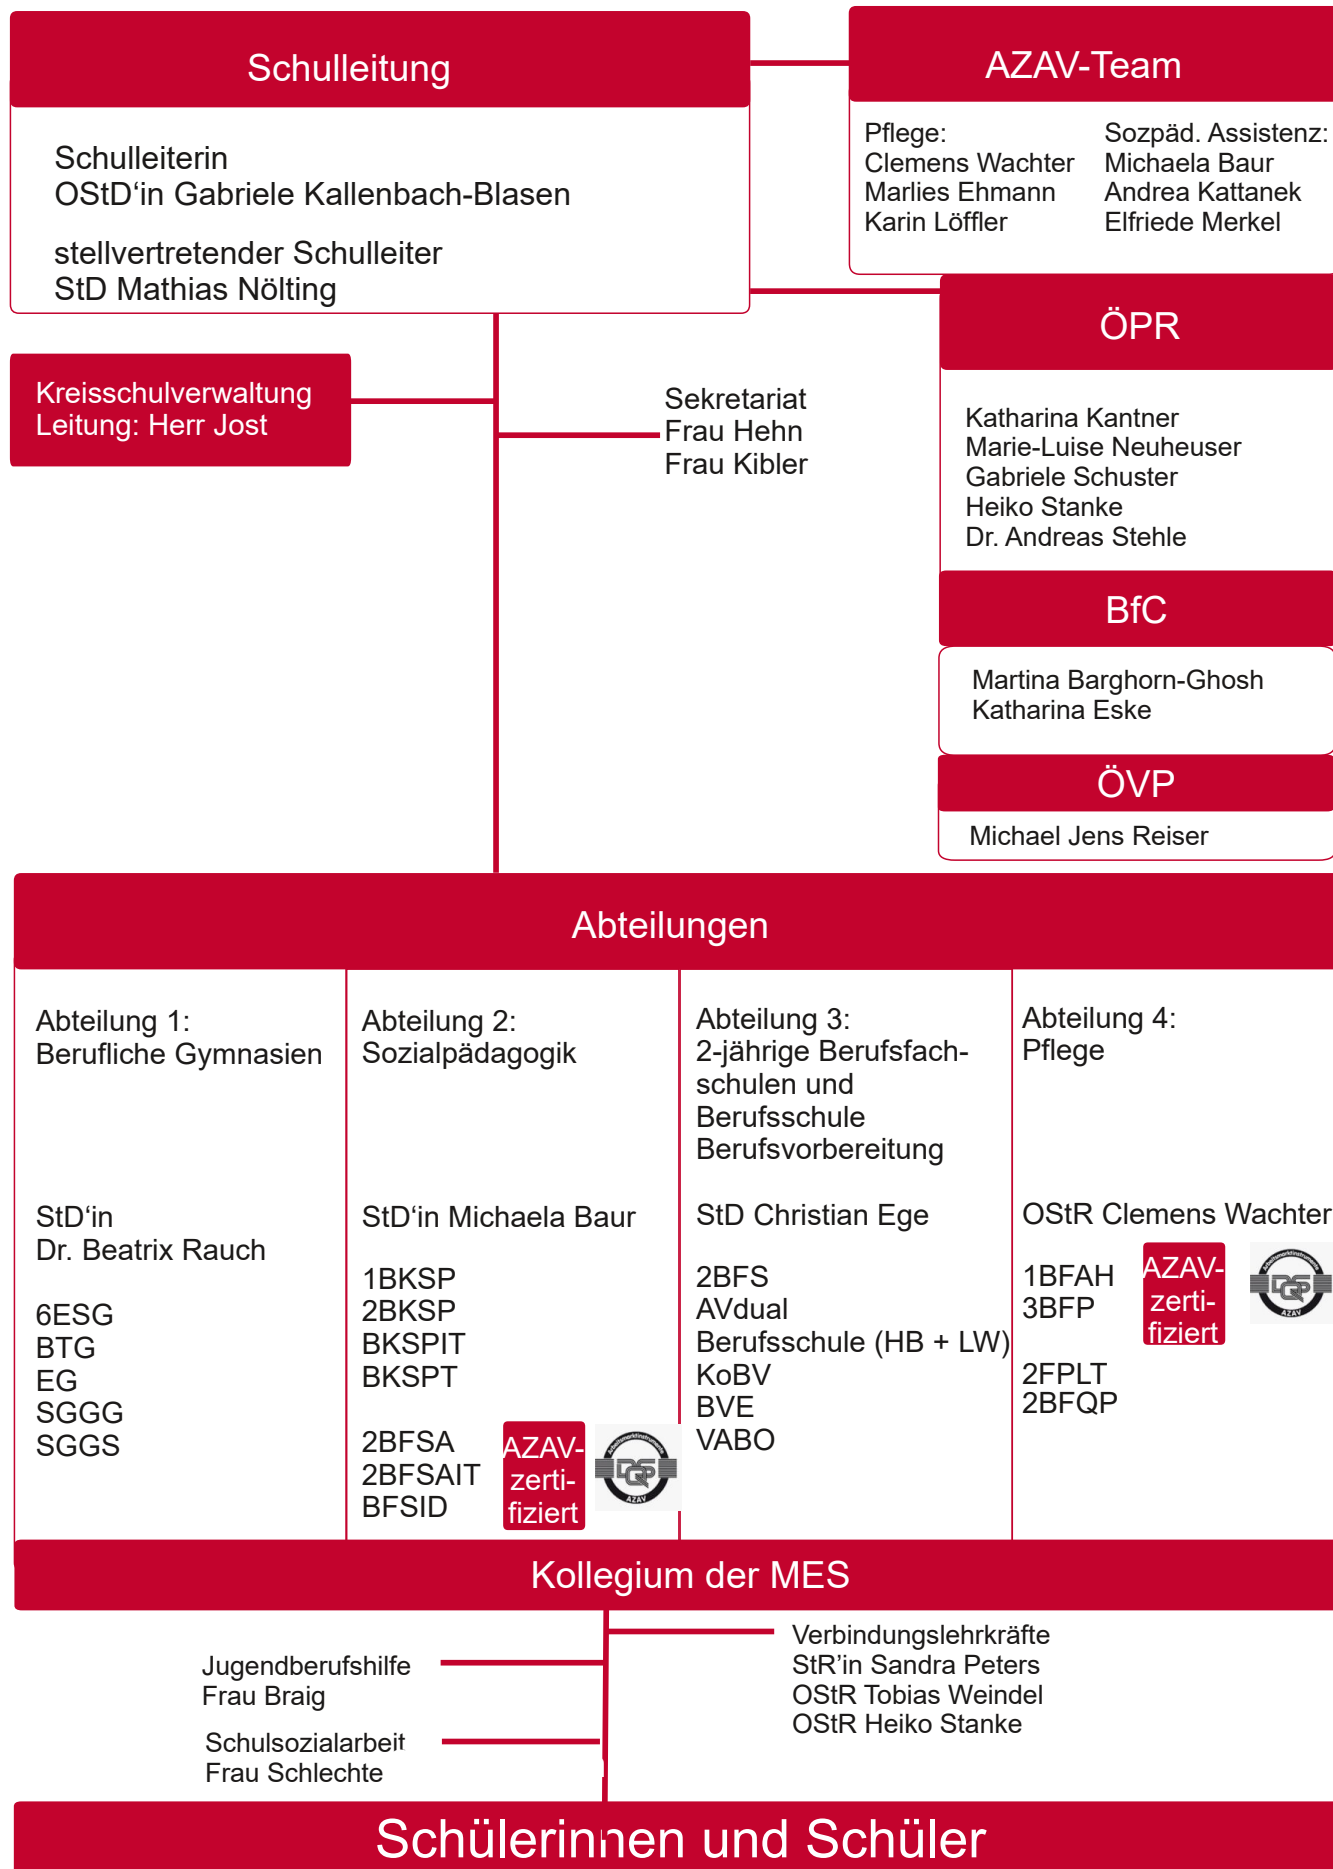 Schulleitung
Schulleiterin
OStD‘in Gabriele Kallenbach-Blasen
stellvertretender Schulleiter
StD Mathias Nölting
AZAV-Team
Pflege:
Clemens Wachter
Marlies Ehmann
Karin Löffler
Sozpäd. Assistenz:
Michaela Baur
Andrea Kattanek
Elfriede Merkel
Kreisschulverwaltung
Leitung: Herr Jost
Sekretariat
Frau Hehn
Frau Kibler
ÖPR
Katharina Kantner
Marie-Luise Neuheuser
Gabriele Schuster
Heiko Stanke
Dr. Andreas Stehle
BfC
Martina Barghorn-Ghosh
Katharina Eske
ÖVP
Michael Jens Reiser
Abteilungen
Abteilung 1:
Berufliche Gymnasien
StD‘in
Dr. Beatrix Rauch
6ESG
BTG
EG
SGGG
SGGS
Abteilung 2:
Sozialpädagogik
StD‘in Michaela Baur
1BKSP
2BKSP
BKSPIT
BKSPT
2BFSA
2BFSAIT
BFSID
AZAV-
zerti-
fiziert
Arbeitsmarktinstrumente
DQS
AZAV
Abteilung 3:
2-jährige Berufsfach-
schulen und
Berufsschule
Berufsvorbereitung
StD Christian Ege
2BFS
AVdual
Berufsschule (HB + LW)
KoBV
BVE
VABO
Abteilung 4:
Pflege
OStR Clemens Wachter
1BFAH
3BFP
2FPLT
2BFQP
AZAV-
zerti-
fiziert
Arbeitsmarktinstrumente
DQS
AZAV
Kollegium der MES
Jugendberufshilfe
Frau Braig
Schulsozialarbeit
Frau Schlechte
Verbindungslehrkräfte
StR’in Sandra Peters
OStR Tobias Weindel
OStR Heiko Stanke
Schülerinnen und Schüler